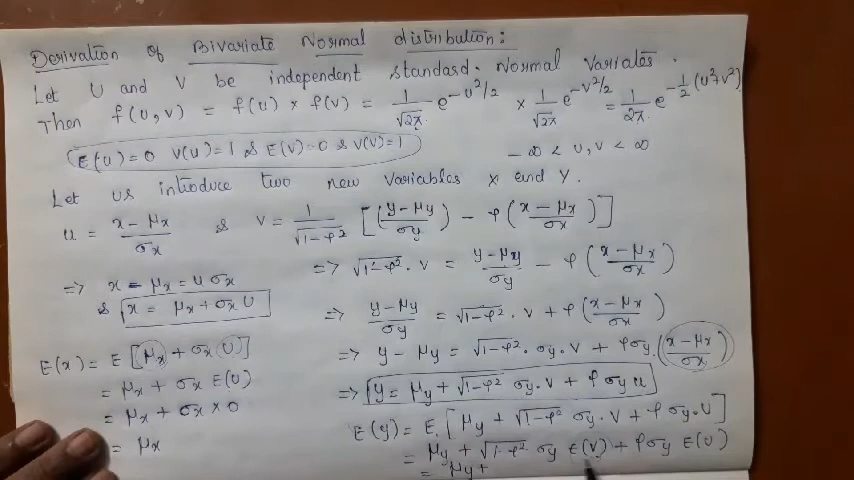 Derivation of Bivariate Normal distribution:
Let U and V be independent standard Normal Variates.
Then f(U,V) = f(U) × f(V) = 1/√2π e^{-U²/2} × 1/√2π e^{-V²/2} = 1/2π e^{-1/2(U²+V²)}
E(U)=0 V(U)=1 & E(V)=0 & V(V)=1
-∞ < U, V < ∞
Let us introduce two new variables X and Y.
u = (x-μx)/σx & V = 1/√(1-ρ²) [((y-μy)/σy) - ρ((x-μx)/σx)]
=> x - μx = u σx
& x = μx + σx U
=> √(1-ρ²) . V = (y-μy)/σy - ρ((x-μx)/σx)
=> (y-μy)/σy = √(1-ρ²) . V + ρ((x-μx)/σx)
=> y - μy = √(1-ρ²) . σy . V + ρσy . ((x-μx)/σx)
=> y = μy + √(1-ρ²) σy . V + ρ σy u
E(x) = E[μx + σx U]
= μx + σx E(U)
= μx + σx × 0
= μx
E(y) = E[μy + √(1-ρ²) σy . V + ρ σy . U]
= μy + √(1-ρ²) σy E(V) + ρσy E(U)
= μy +